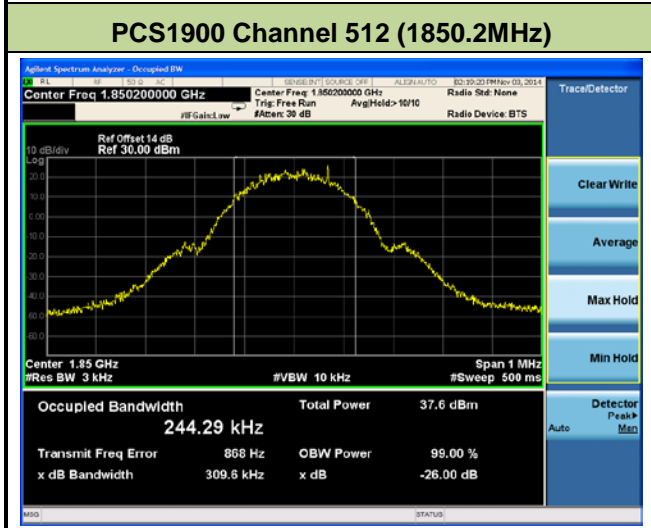 PCS1900 Channel 512 (1850.2MHz)
Agilent Spectrum Analyzer - Occupied BW
RL RF 50 Ω AC SENSE:INT SOURCE OFF ALIGN AUTO 02:19:20 PM Nov 03, 2014
Center Freq 1.850200000 GHz Center Freq: 1.850200000 GHz Radio Std: None Trace/Detector
Trig: Free Run Avg|Hold:> 10/10
#IFGain:Low #Atten: 30 dB Radio Device: BTS
Ref Offset 14 dB
10 dB/div Ref 30.00 dBm
Log
20.0
10.0
0.00
-10.0
-20.0
-30.0
-40.0
-50.0
-60.0
Clear Write
Average
Max Hold
Min Hold
Center 1.85 GHz Span 1 MHz
#Res BW 3 kHz #VBW 10 kHz #Sweep 500 ms
Occupied Bandwidth Total Power 37.6 dBm
244.29 kHz
Transmit Freq Error 868 Hz OBW Power 99.00 %
x dB Bandwidth 309.6 kHz x dB -26.00 dB
Detector
Peak▶
Auto Man
MSG STATUS